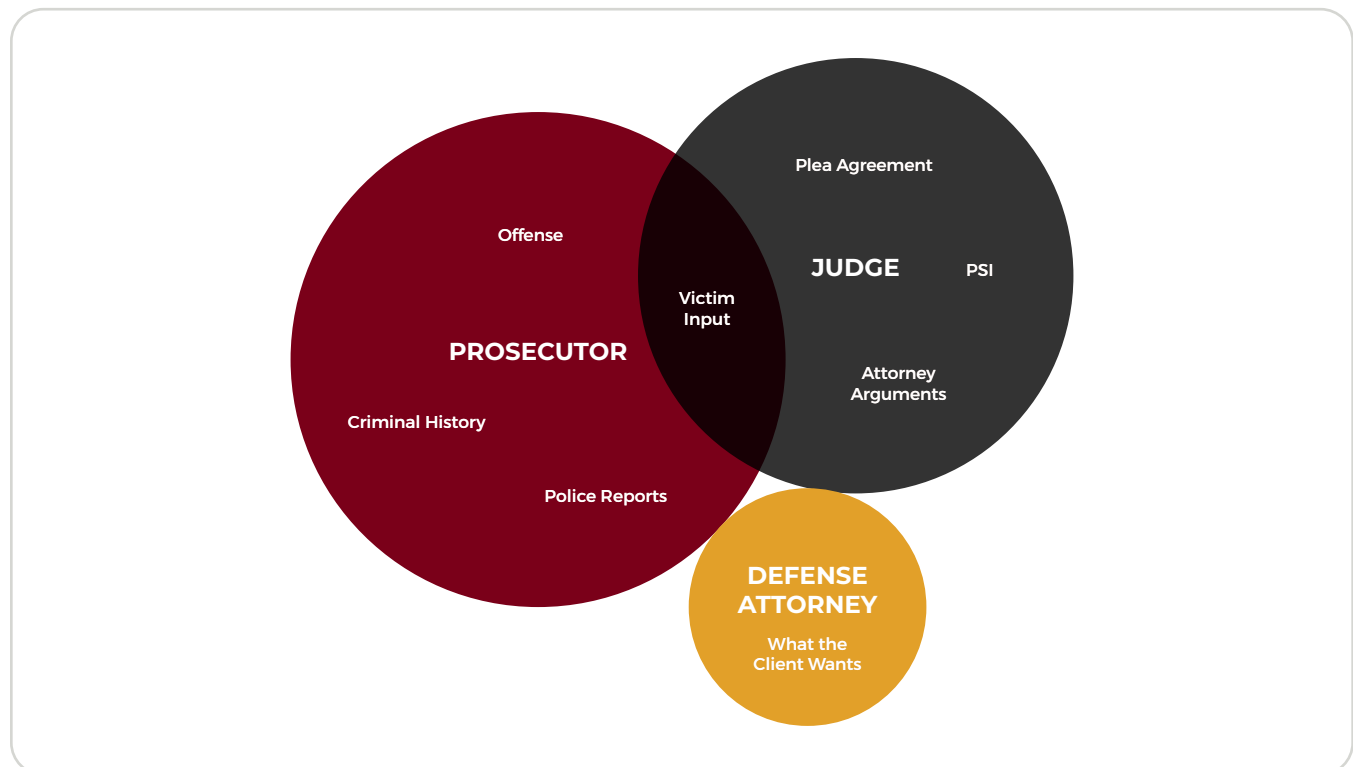 Plea Agreement
Offense
JUDGE
PSI
Victim
Input
PROSECUTOR
Attorney
Arguments
Criminal History
Police Reports
DEFENSE
ATTORNEY
What the
Client Wants